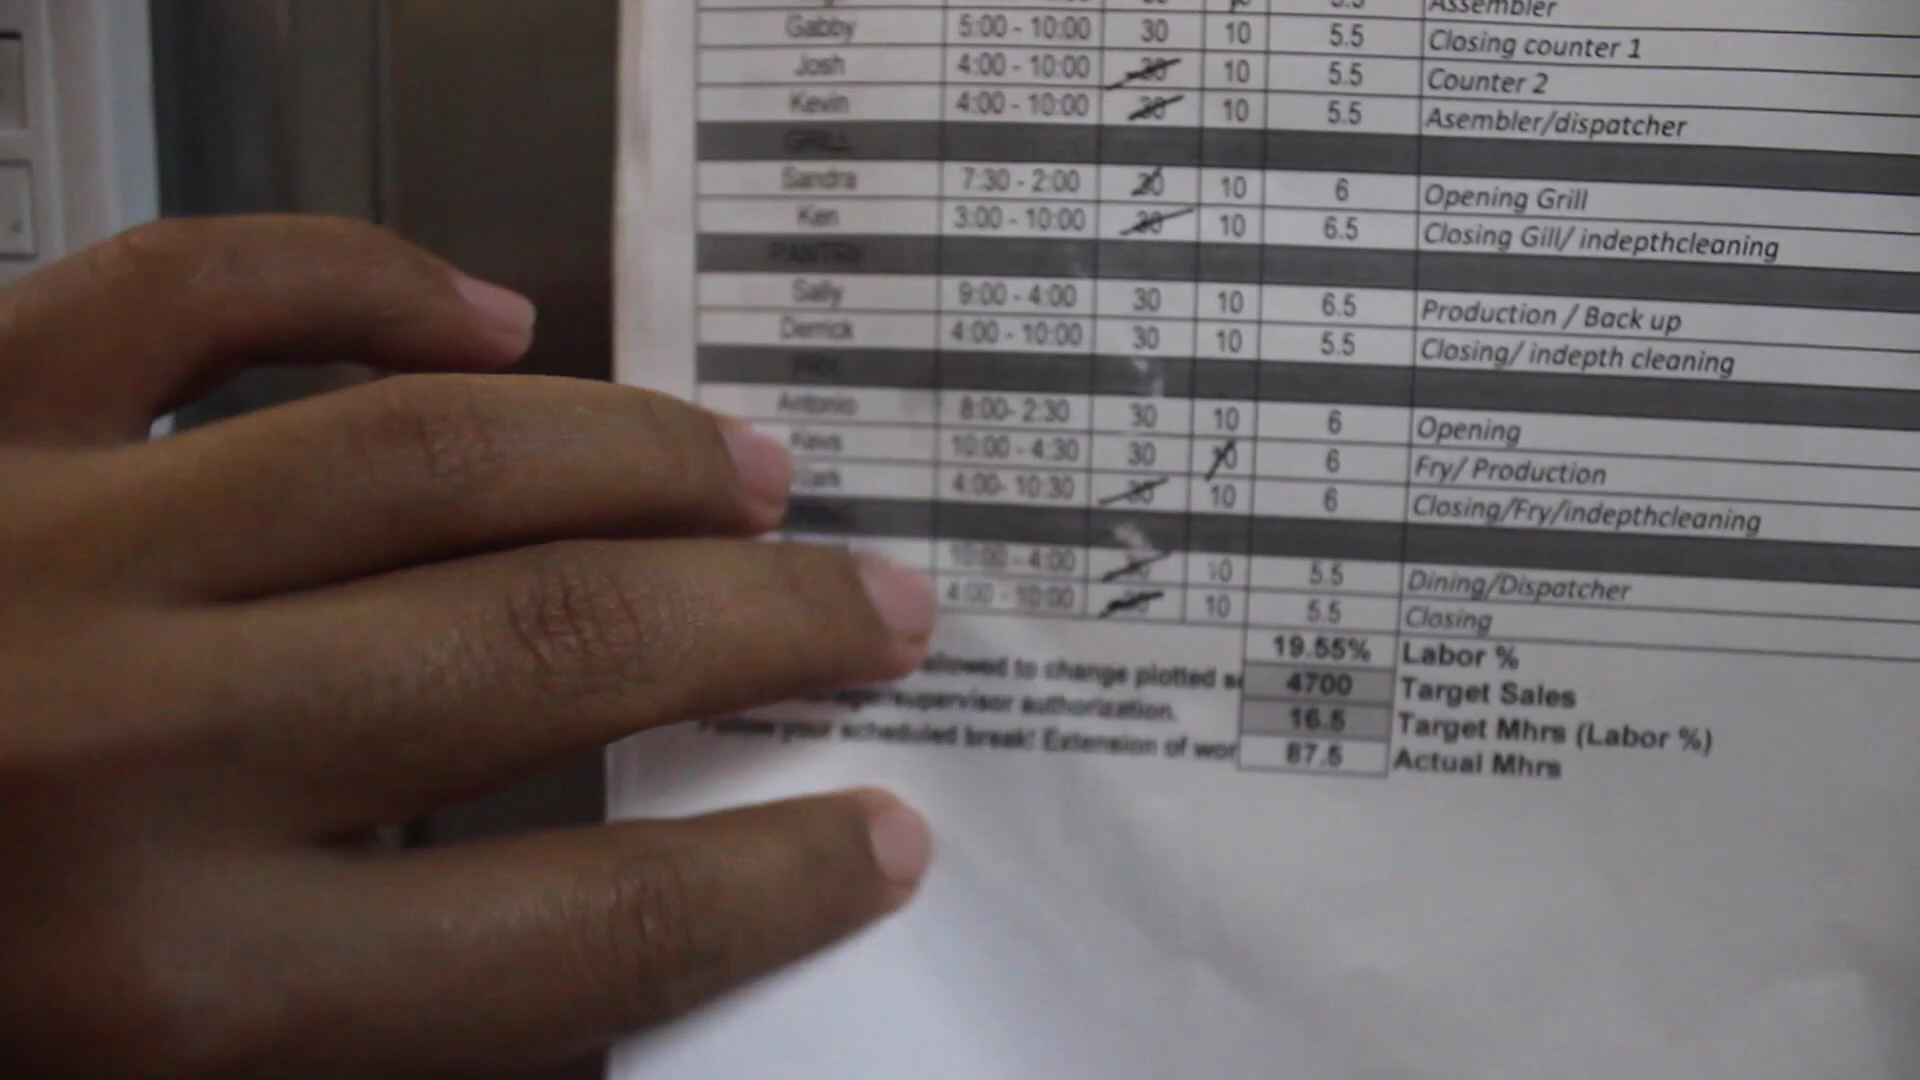 5.5 Assembler
Gabby 5:00 - 10:00 30 10 5.5 Closing counter 1
Josh 4:00 - 10:00 30 10 5.5 Counter 2
Kevin 4:00 - 10:00 30 10 5.5 Asembler/dispatcher
GRILL
Sandra 7:30 - 2:00 30 10 6 Opening Grill
Ken 3:00 - 10:00 30 10 6.5 Closing Gill/ indepthcleaning
PANTRY
Sally 9:00 - 4:00 30 10 6.5 Production / Back up
Derrick 4:00 - 10:00 30 10 5.5 Closing/ indepth cleaning
FRY
Antonio 8:00- 2:30 30 10 6 Opening
10:00 - 4:30 30 10 6 Fry/ Production
4:00- 10:30 30 10 6 Closing/Fry/indepthcleaning
10:00 - 4:00 30 10 5.5 Dining/Dispatcher
4:00 - 10:00 30 10 5.5 Closing
19.55% Labor %
allowed to change plotted 4700 Target Sales
supervisor authorization. 16.5 Target Mhrs (Labor %)
your scheduled break! Extension of 87.5 Actual Mhrs